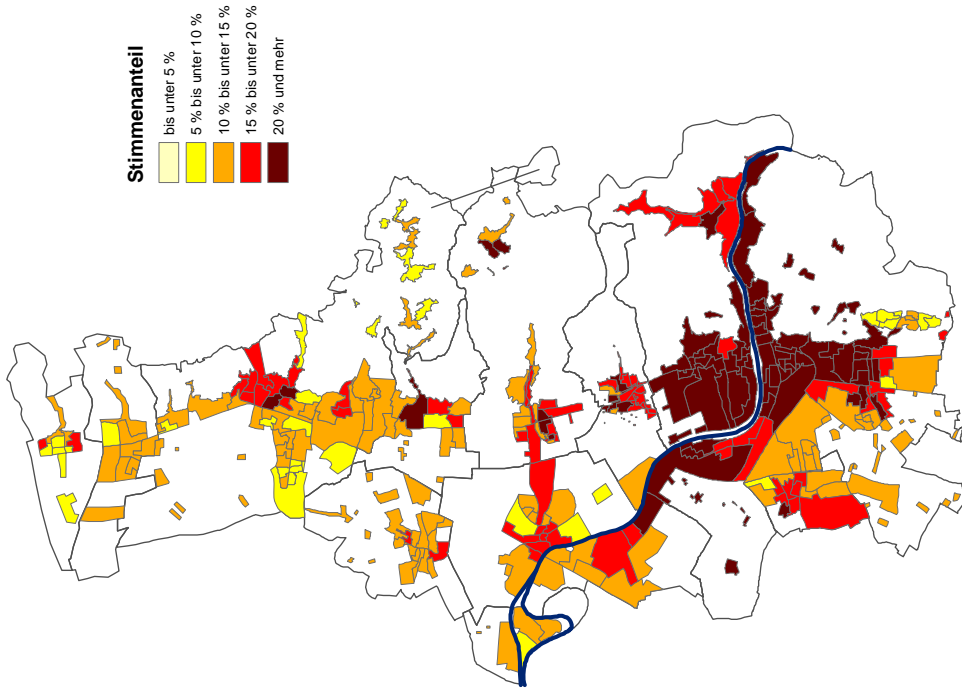 Stimmenanteil
bis unter 5 %
5 % bis unter 10 %
10 % bis unter 15 %
15 % bis unter 20 %
20 % und mehr